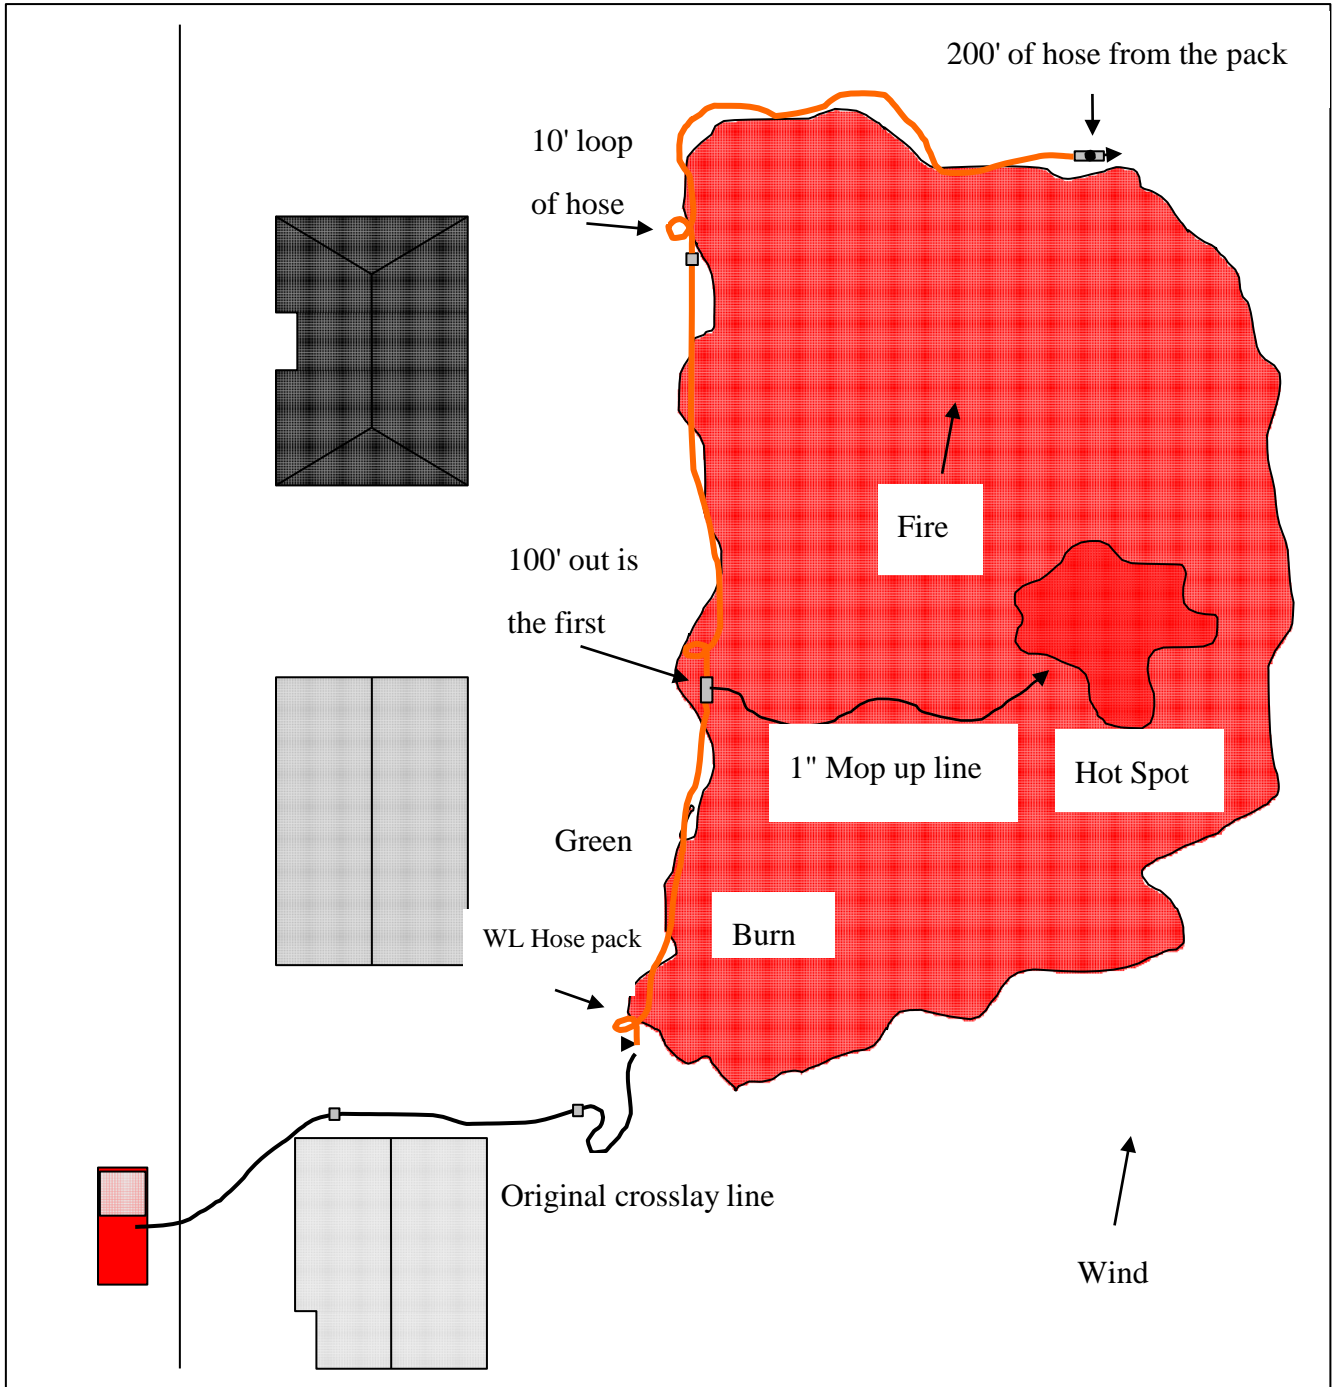 200' of hose from the pack
10' loop
of hose
Fire
100' out is
the first
1" Mop up line
Hot Spot
Green
WL Hose pack
Burn
Original crosslay line
Wind